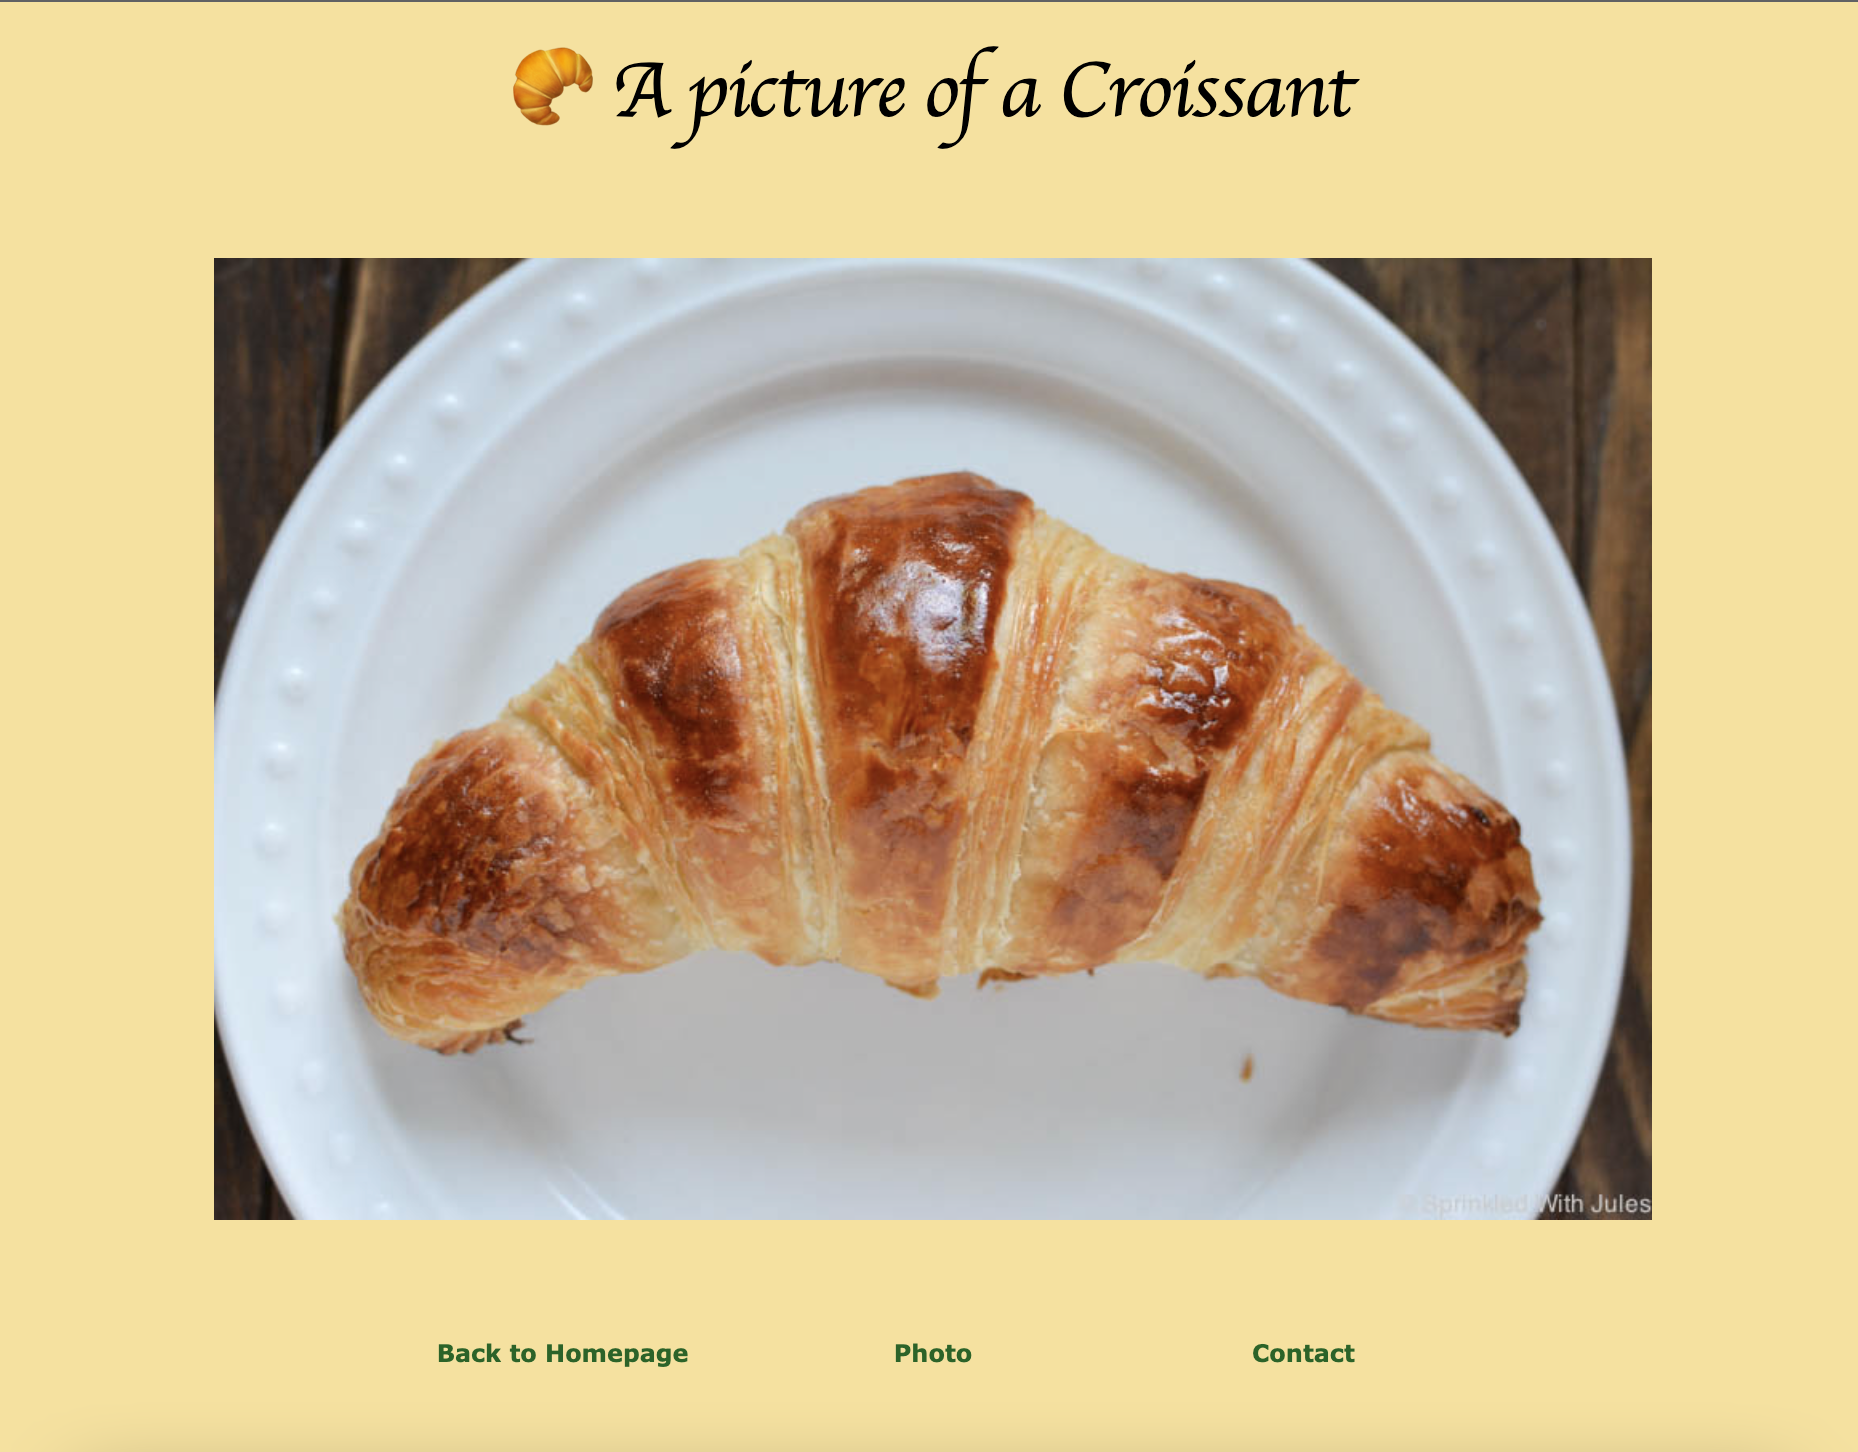 🥐 A picture of a Croissant
© Sprinkled With Jules
Back to Homepage Photo Contact